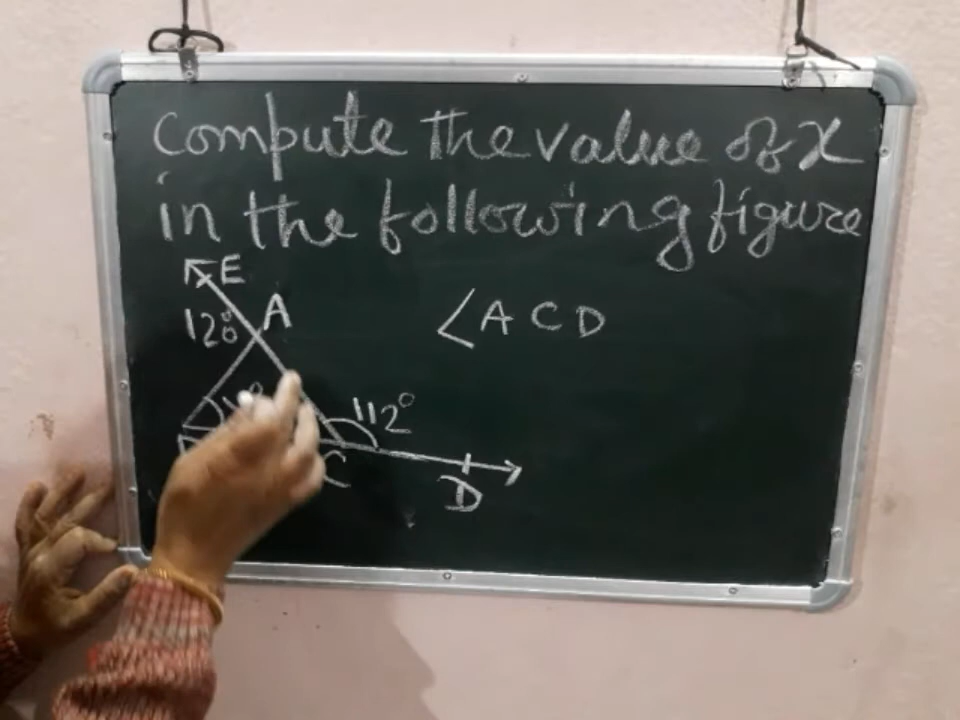 compute the value of x
in the following figure
E
A
120°
∠ACD
112°
C
D